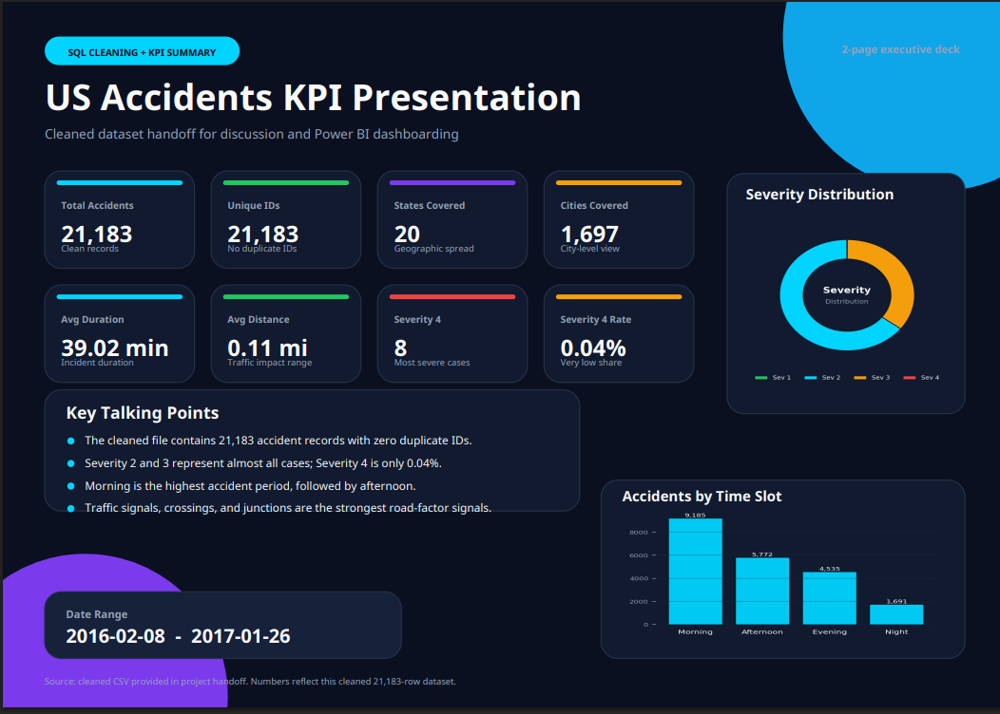 SQL CLEANING + KPI SUMMARY
2-page executive deck
US Accidents KPI Presentation
Cleaned dataset handoff for discussion and Power BI dashboarding
Total Accidents
21,183
Clean records
Unique IDs
21,183
No duplicate IDs
States Covered
20
Geographic spread
Cities Covered
1,697
City-level view
Avg Duration
39.02 min
Incident duration
Avg Distance
0.11 mi
Traffic impact range
Severity 4
8
Most severe cases
Severity 4 Rate
0.04%
Very low share
Severity Distribution
Severity
Distribution
Sev 1 Sev 2 Sev 3 Sev 4
Key Talking Points
The cleaned file contains 21,183 accident records with zero duplicate IDs.
Severity 2 and 3 represent almost all cases; Severity 4 is only 0.04%.
Morning is the highest accident period, followed by afternoon.
Traffic signals, crossings, and junctions are the strongest road-factor signals.
Accidents by Time Slot
9,185
5,772
4,535
1,691
8000
6000
4000
2000
0
Morning Afternoon Evening Night
Date Range
2016-02-08 - 2017-01-26
Source: cleaned CSV provided in project handoff. Numbers reflect this cleaned 21,183-row dataset.